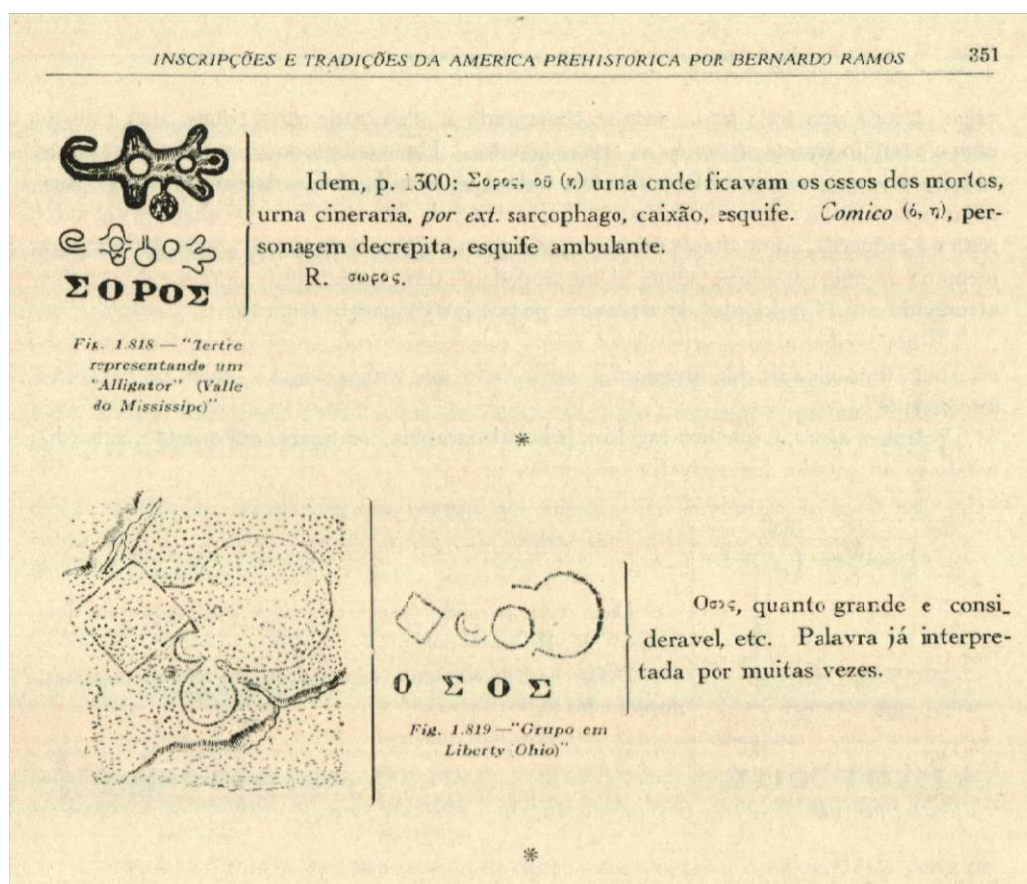 INSCRIPÇÕES E TRADIÇÕES DA AMERICA PREHISTORICA POR BERNARDO RAMOS 351
Idem, p. 1300: Σορος, οῦ (η) urna onde ficavam os ossos dos mortos,
urna cineraria, por ext. sarcophago, caixão, esquife. Comico (ὁ, η), per-
sonagem decrepita, esquife ambulante.
R. σωρος.
ΣΟΡΟΣ
Fig. 1.818 — "Tertre
representando um
"Alligator" (Valle
do Mississipe)"
*
Οσος, quanto grande e consi-
deravel, etc. Palavra já interpre-
tada por muitas vezes.
Ο Σ Ο Σ
Fig. 1.819 — "Grupo em
Liberty (Ohio)"
*